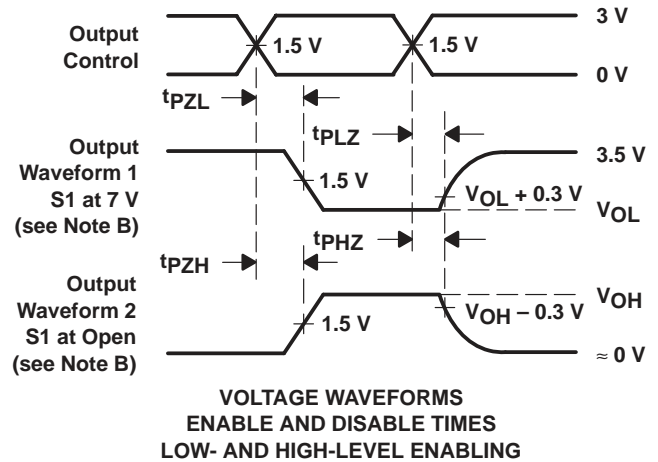 Output
Control
1.5 V
1.5 V
3 V
0 V
tPZL
tPLZ
Output
Waveform 1
S1 at 7 V
(see Note B)
1.5 V
VOL + 0.3 V
3.5 V
VOL
tPZH
tPHZ
Output
Waveform 2
S1 at Open
(see Note B)
1.5 V
VOH – 0.3 V
VOH
≈ 0 V
VOLTAGE WAVEFORMS
ENABLE AND DISABLE TIMES
LOW- AND HIGH-LEVEL ENABLING